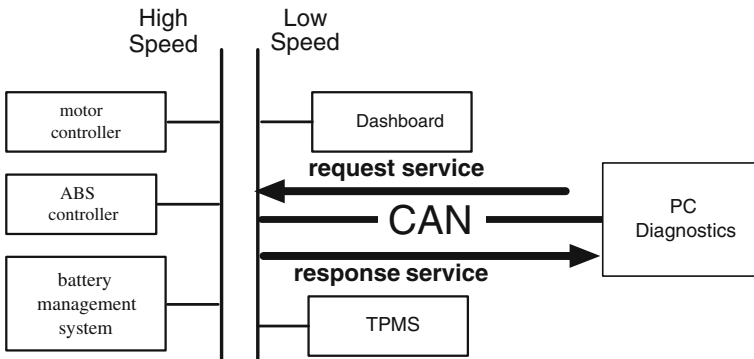 High
Speed
Low
Speed
motor
controller
ABS
controller
battery
management
system
Dashboard
request service
CAN
response service
TPMS
PC
Diagnostics